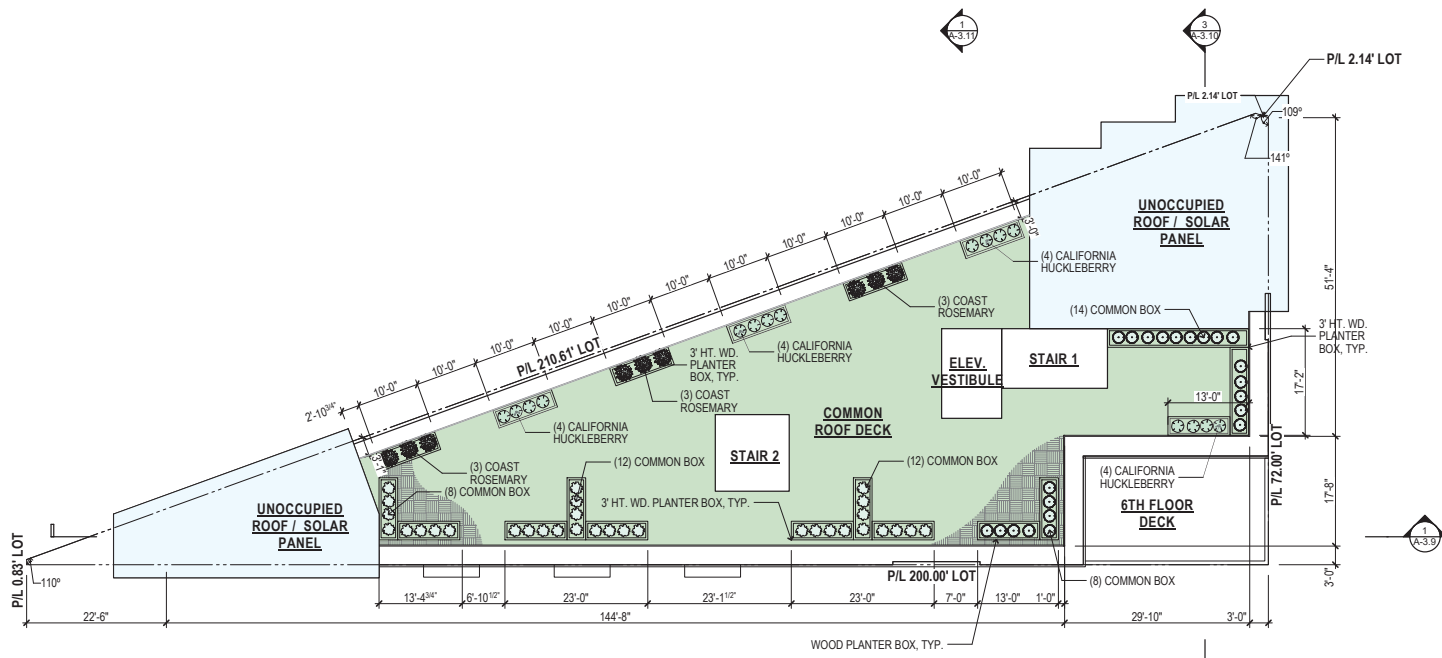 1
A-3.11
3
A-3.10
P/L 2.14' LOT
P/L 2.14' LOT
109º
141º
10'-0"
10'-0"
10'-0"
10'-0"
10'-0"
10'-0"
10'-0"
10'-0"
10'-0"
10'-0"
10'-0"
2'-10 3/4"
3'-0"
3'-1"
P/L 210.61' LOT
UNOCCUPIED
ROOF / SOLAR
PANEL
(4) CALIFORNIA
HUCKLEBERRY
(3) COAST
ROSEMARY
(14) COMMON BOX
51'-4"
3' HT. WD.
PLANTER
BOX, TYP.
(4) CALIFORNIA
HUCKLEBERRY
3' HT. WD.
PLANTER
BOX, TYP.
ELEV.
VESTIBULE
STAIR 1
17'-2"
13'-0"
(3) COAST
ROSEMARY
(4) CALIFORNIA
HUCKLEBERRY
COMMON
ROOF DECK
STAIR 2
(3) COAST
ROSEMARY
(8) COMMON BOX
(12) COMMON BOX
(12) COMMON BOX
3' HT. WD. PLANTER BOX, TYP.
(4) CALIFORNIA
HUCKLEBERRY
6TH FLOOR
DECK
P/L 72.00' LOT
17'-8"
UNOCCUPIED
ROOF / SOLAR
PANEL
1
A-3.9
P/L 0.83' LOT
110º
P/L 200.00' LOT
(8) COMMON BOX
3'-0"
13'-4 3/4"
6'-10 1/2"
23'-0"
23'-1 1/2"
23'-0"
7'-0"
13'-0"
1'-0"
22'-6"
144'-8"
29'-10"
3'-0"
WOOD PLANTER BOX, TYP.